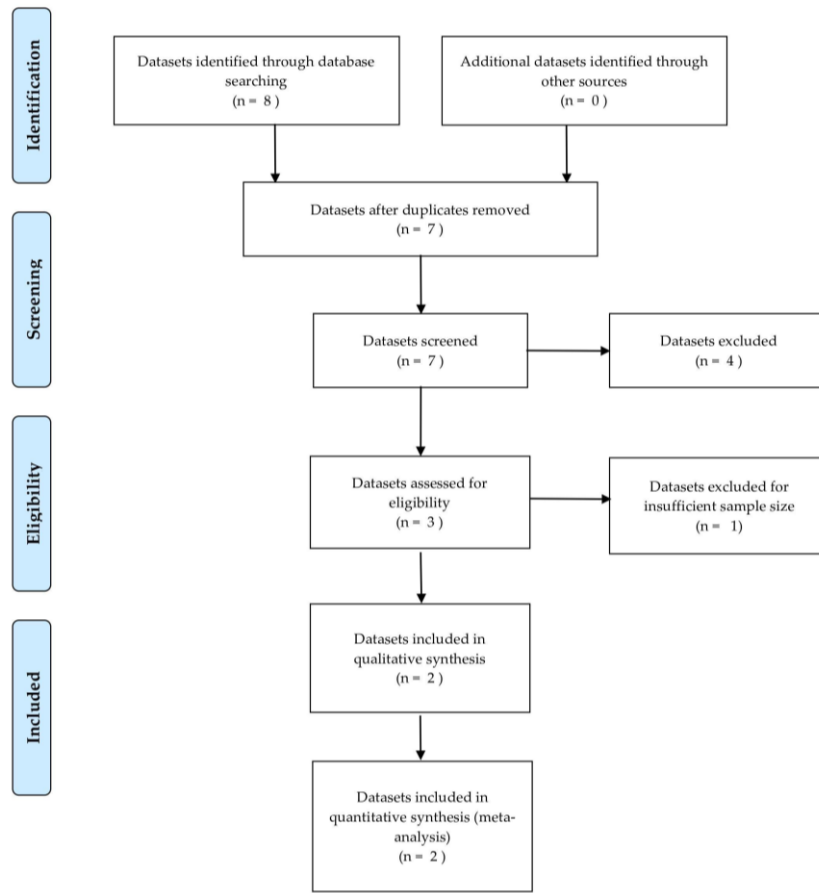 Identification
Datasets identified through database
searching
(n = 8 )
Additional datasets identified through
other sources
(n = 0 )
Datasets after duplicates removed
(n = 7 )
Screening
Datasets screened
(n = 7 )
Datasets excluded
(n = 4 )
Eligibility
Datasets assessed for
eligibility
(n = 3 )
Datasets excluded for
insufficient sample size
(n = 1)
Included
Datasets included in
qualitative synthesis
(n = 2 )
Datasets included in
quantitative synthesis (meta-
analysis)
(n = 2 )